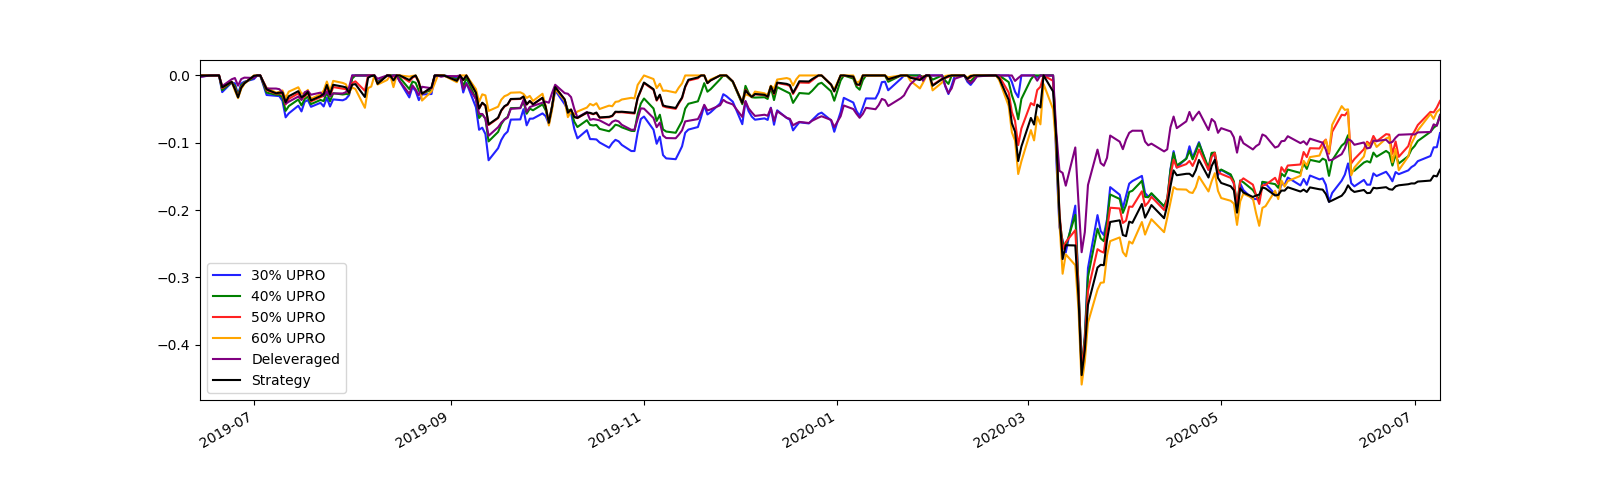 0.0
−0.1
−0.2
−0.3
−0.4
30% UPRO
40% UPRO
50% UPRO
60% UPRO
Deleveraged
Strategy
2019-07
2019-09
2019-11
2020-01
2020-03
2020-05
2020-07